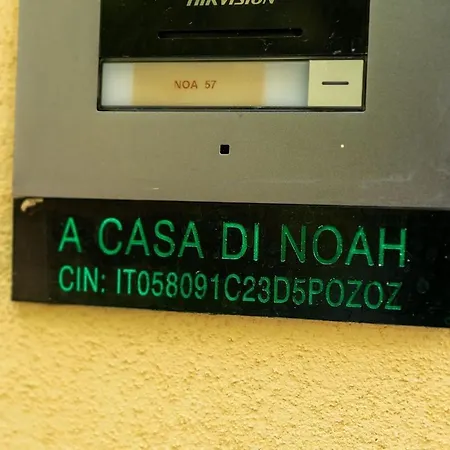 HIKVISION
NOA 57
A CASA DI NOAH
CIN: IT058091C23D5POZOZ